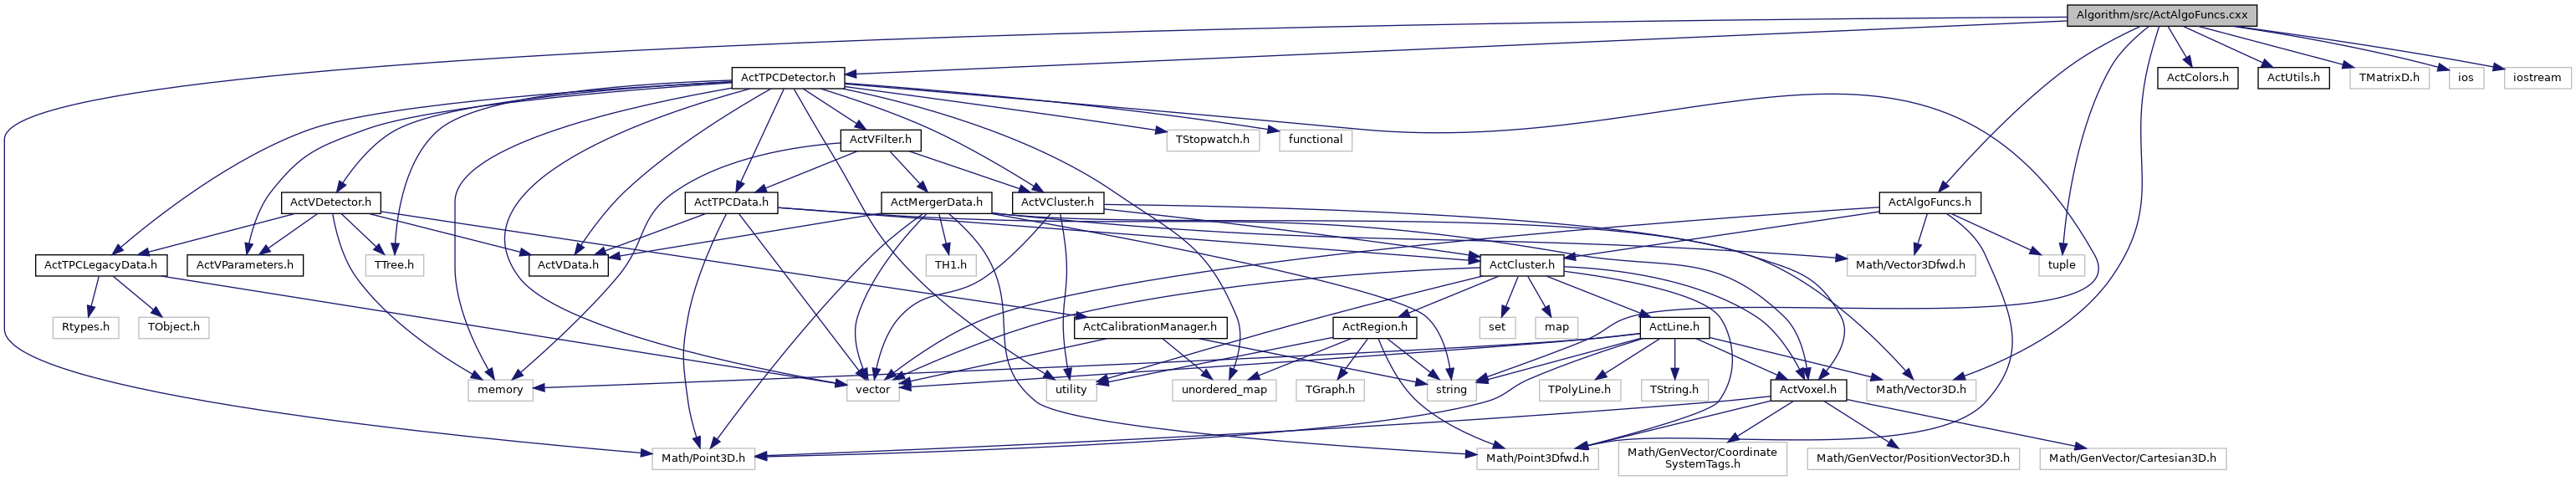 Algorithm/src/ActAlgoFuncs.cxx
ActTPCDetector.h
ActColors.h
ActUtils.h
TMatrixD.h
ios
iostream
ActVFilter.h
TStopwatch.h
functional
ActVDetector.h
ActTPCData.h
ActMergerData.h
ActVCluster.h
ActAlgoFuncs.h
ActTPCLegacyData.h
ActVParameters.h
TTree.h
ActVData.h
TH1.h
ActCluster.h
Math/Vector3Dfwd.h
tuple
Rtypes.h
TObject.h
ActCalibrationManager.h
ActRegion.h
set
map
ActLine.h
memory
vector
utility
unordered_map
TGraph.h
string
TPolyLine.h
TString.h
ActVoxel.h
Math/Vector3D.h
Math/Point3D.h
Math/Point3Dfwd.h
Math/GenVector/Coordinate
SystemTags.h
Math/GenVector/PositionVector3D.h
Math/GenVector/Cartesian3D.h